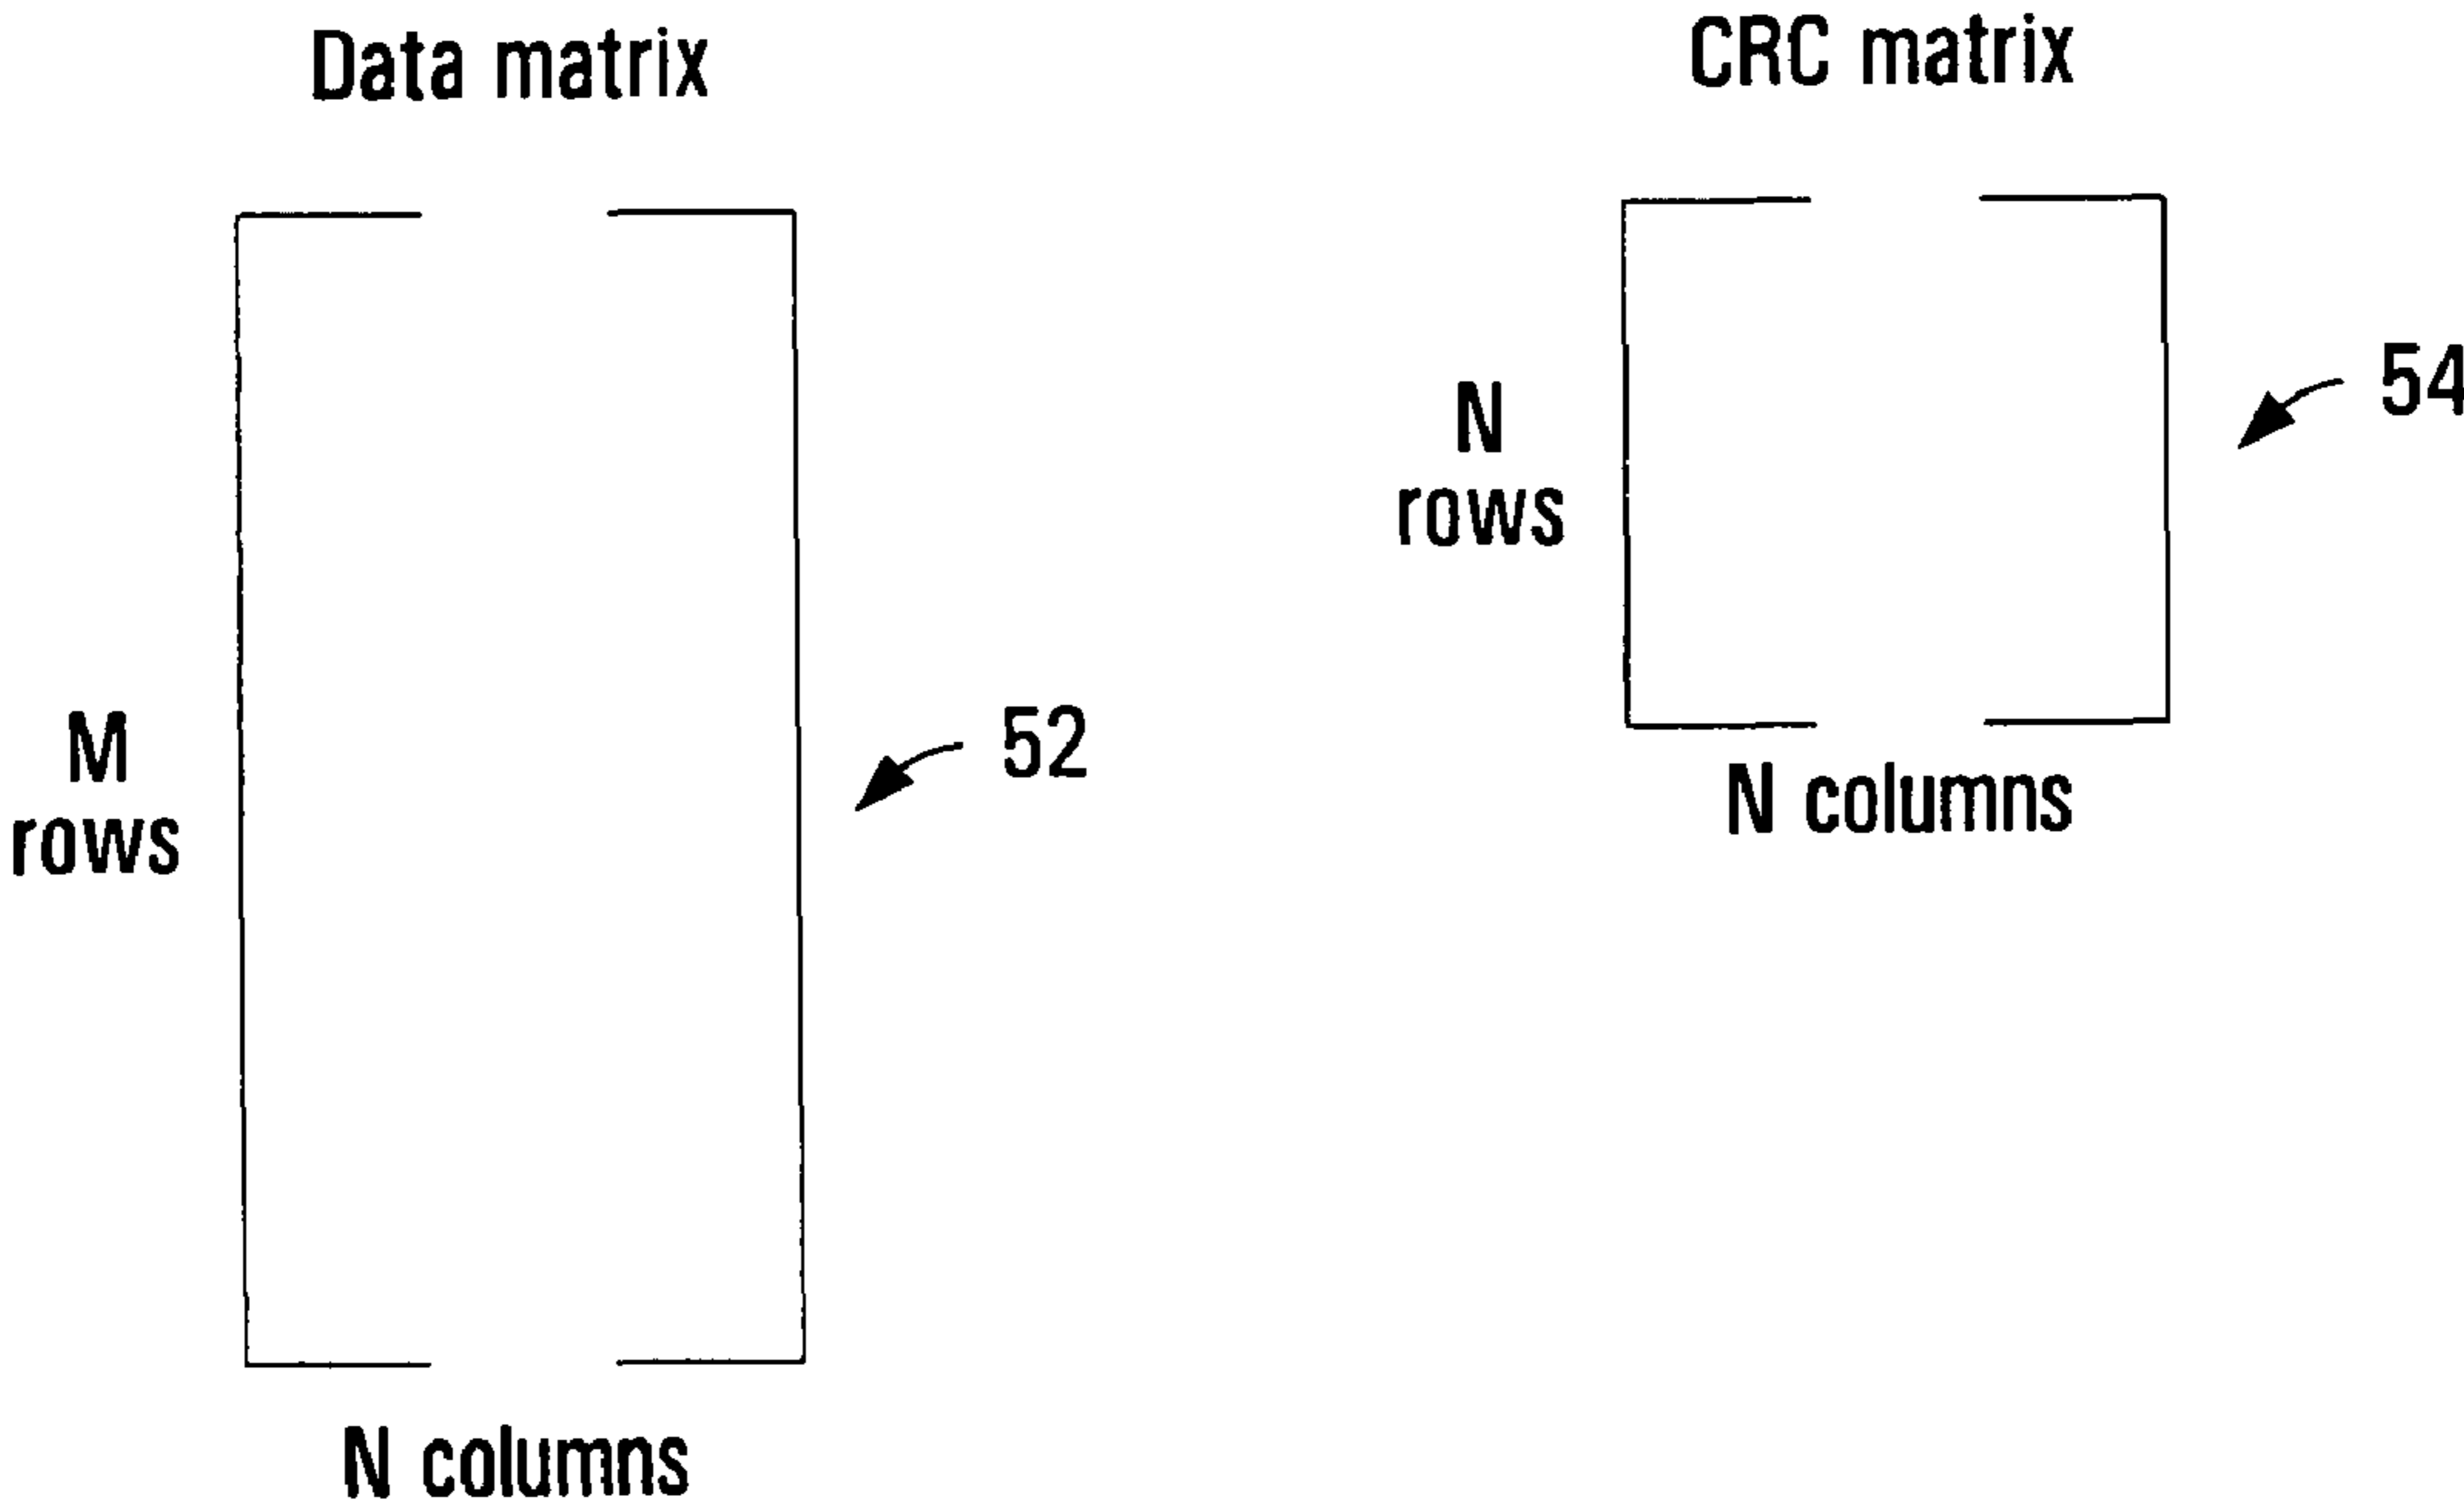 Data matrix
M
rows
52
N columns
CRC matrix
N
rows
54
N columns